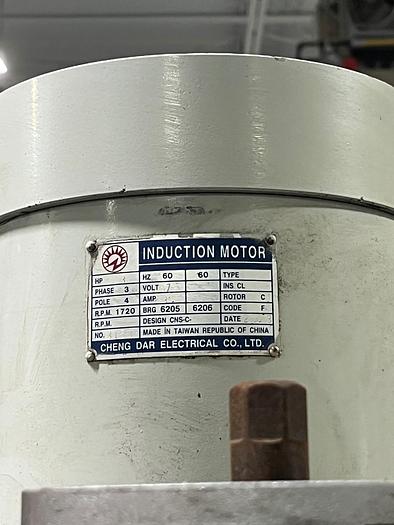 INDUCTION MOTOR
HP HZ 60 60 TYPE
PHASE 3 VOLT INS CL
POLE 4 AMP ROTOR C
R.P.M. 1720 BRG 6205 6206 CODE F
R.P.M. DESIGN CNS-C- DATE
NO. MADE IN TAIWAN REPUBLIC OF CHINA
CHENG DAR ELECTRICAL CO., LTD.